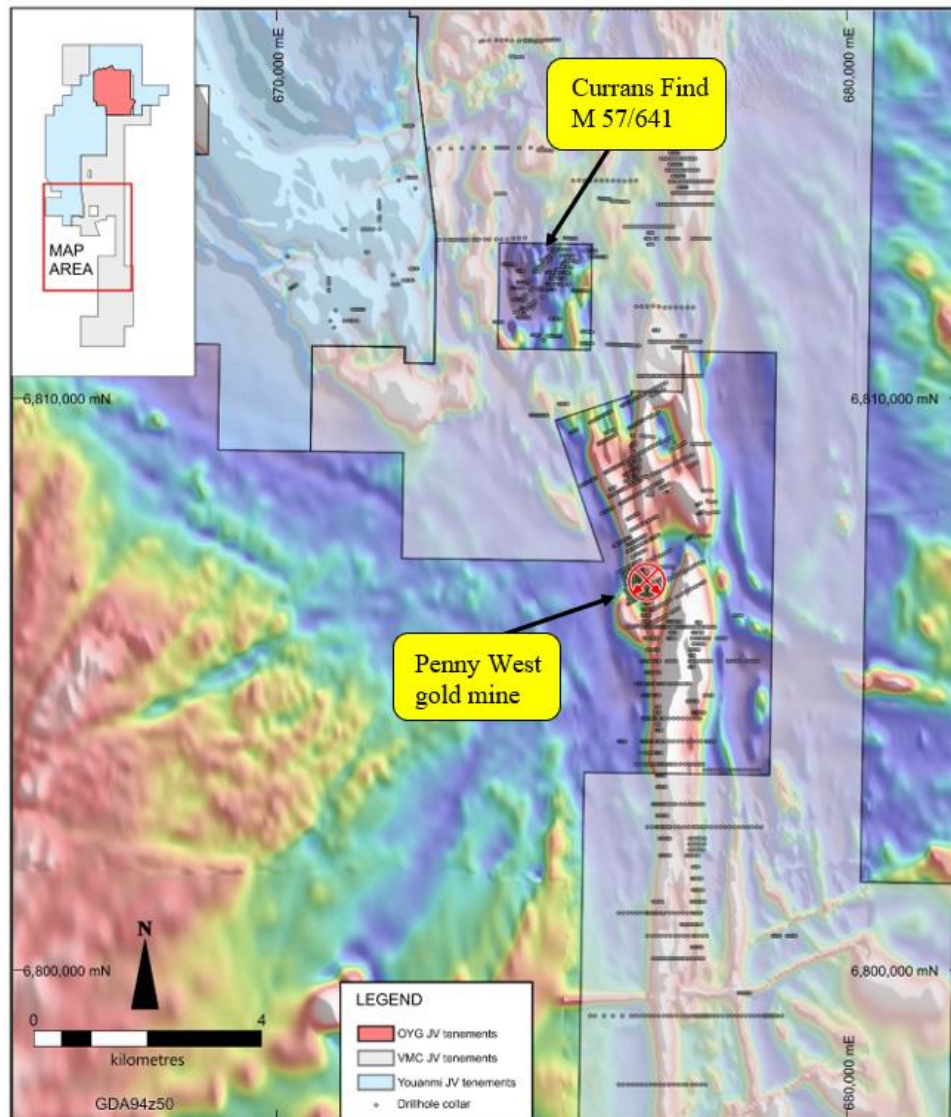 670,000 mE
680,000 mE
Currans Find
M 57/641
MAP
AREA
6,810,000 mN
6,810,000 mN
Penny West
gold mine
6,800,000 mN
6,800,000 mN
N
0
4
kilometres
GDA94z50
LEGEND
OYG JV tenements
VMC JV tenements
Youanmi JV tenements
Drillhole collar
680,000 mE